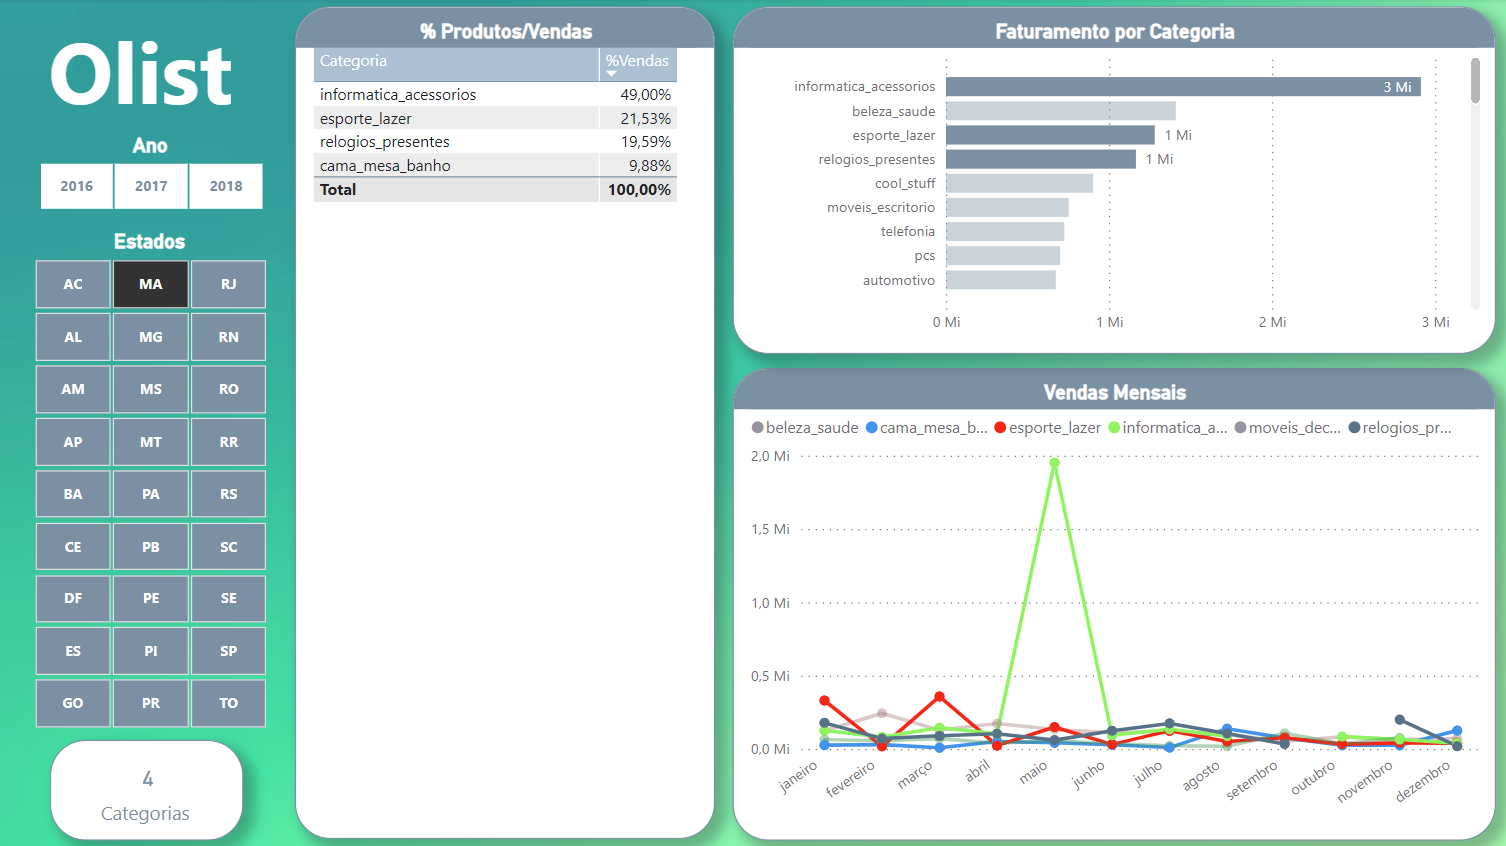 Olist
Ano
2016 2017 2018
Estados
AC MA RJ
AL MG RN
AM MS RO
AP MT RR
BA PA RS
CE PB SC
DF PE SE
ES PI SP
GO PR TO
4
Categorias
% Produtos/Vendas
Categoria %Vendas
informatica_acessorios 49,00%
esporte_lazer 21,53%
relogios_presentes 19,59%
cama_mesa_banho 9,88%
Total 100,00%
Faturamento por Categoria
informatica_acessorios 3 Mi
beleza_saude
esporte_lazer 1 Mi
relogios_presentes 1 Mi
cool_stuff
moveis_escritorio
telefonia
pcs
automotivo
0 Mi 1 Mi 2 Mi 3 Mi
Vendas Mensais
beleza_saude cama_mesa_b... esporte_lazer informatica_a... moveis_dec... relogios_pr...
2,0 Mi
1,5 Mi
1,0 Mi
0,5 Mi
0,0 Mi
janeiro fevereiro março abril maio junho julho agosto setembro outubro novembro dezembro